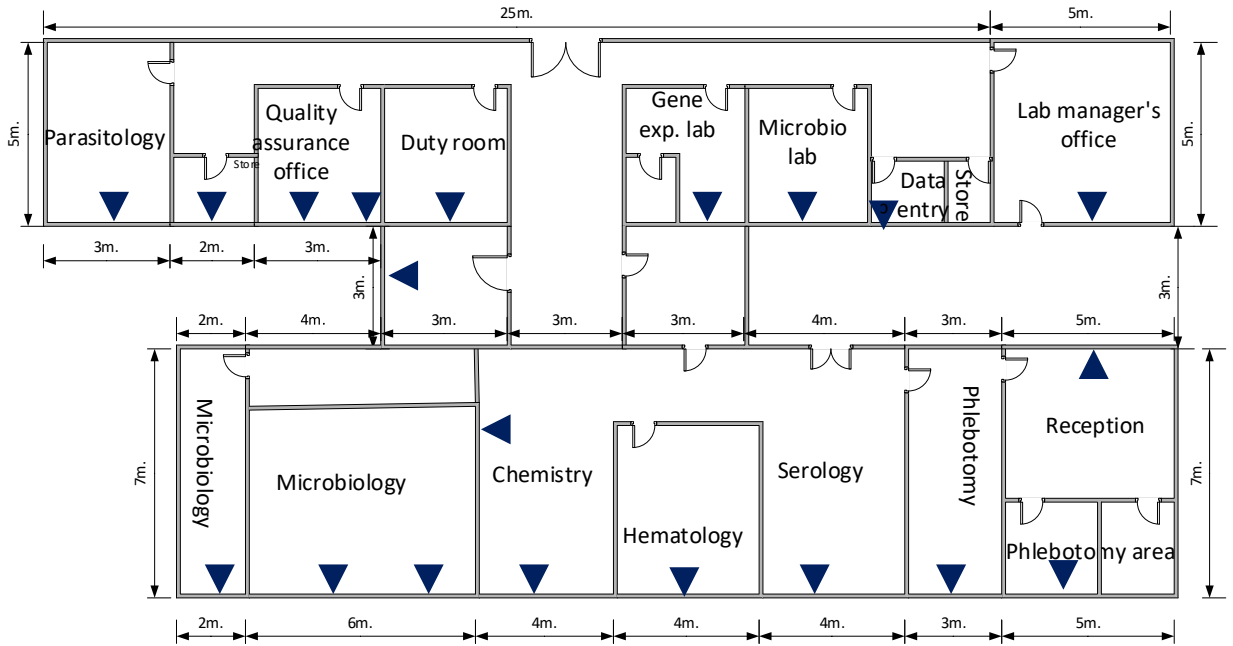 25m.
5m.
5m.
5m.
Parasitology
Store
Quality
assurance
office
Duty room
Gene
exp. lab
Microbio
lab
Data
entry
Store
Lab manager's
office
3m.
2m.
3m.
3m.
3m.
2m.
4m.
3m.
3m.
3m.
4m.
3m.
5m.
7m.
7m.
Microbiology
Microbiology
Chemistry
Hematology
Serology
Phlebotomy
Reception
Phlebotomy area
2m.
6m.
4m.
4m.
4m.
3m.
5m.